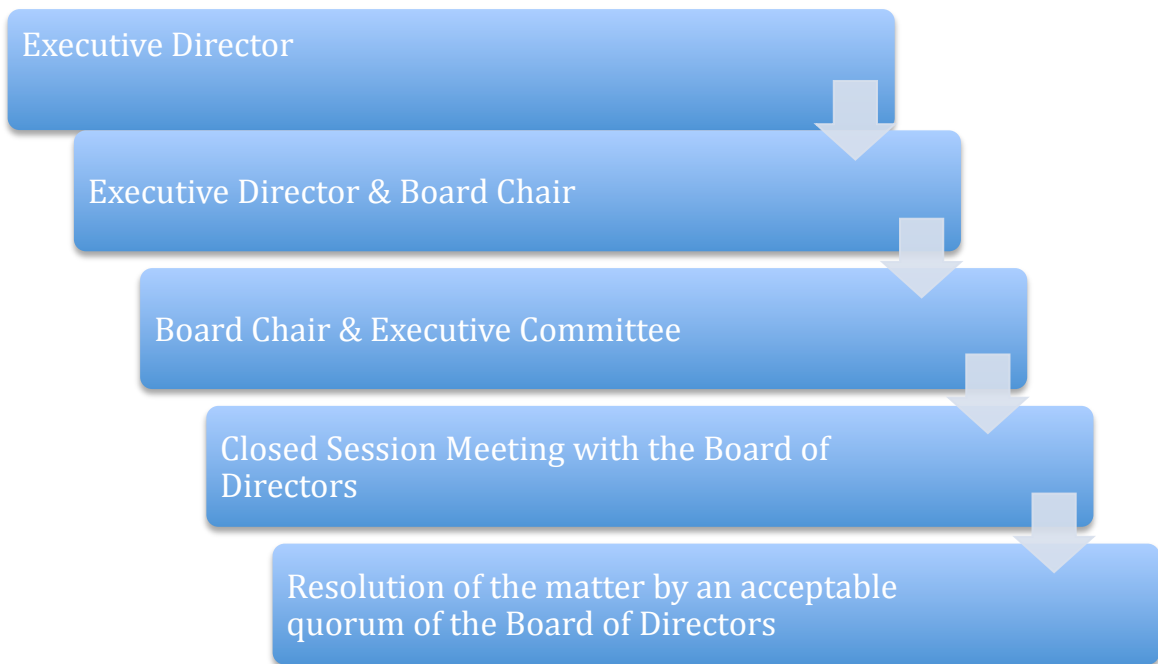 Executive Director
Executive Director & Board Chair
Board Chair & Executive Committee
Closed Session Meeting with the Board of
Directors
Resolution of the matter by an acceptable
quorum of the Board of Directors